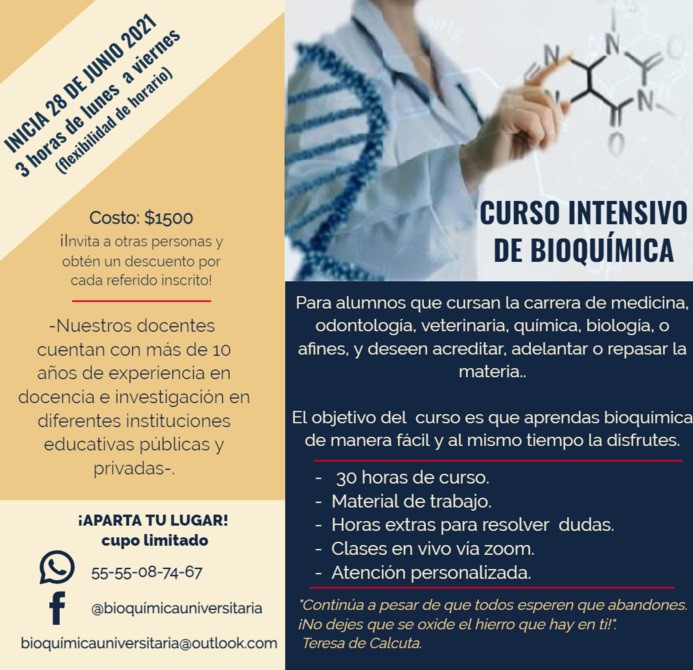 INICIA 28 DE JUNIO 2021
3 horas de lunes a viernes
(flexibilidad de horario)
Costo: $1500
¡Invita a otras personas y
obtén un descuento por
cada referido inscrito!
-Nuestros docentes
cuentan con más de 10
años de experiencia en
docencia e investigación en
diferentes instituciones
educativas públicas y
privadas-.
¡APARTA TU LUGAR!
cupo limitado
55-55-08-74-67
@bioquímicauniversitaria
bioquímicauniversitaria@outlook.com
N
N
N
N
O
O
CURSO INTENSIVO
DE BIOQUÍMICA
Para alumnos que cursan la carrera de medicina,
odontología, veterinaria, química, biología, o
afines, y deseen acreditar, adelantar o repasar la
materia..
El objetivo del curso es que aprendas bioquímica
de manera fácil y al mismo tiempo la disfrutes.
- 30 horas de curso.
- Material de trabajo.
- Horas extras para resolver dudas.
- Clases en vivo via zoom.
- Atención personalizada.
"Continúa a pesar de que todos esperen que abandones.
¡No dejes que se oxide el hierro que hay en ti!".
Teresa de Calcuta.